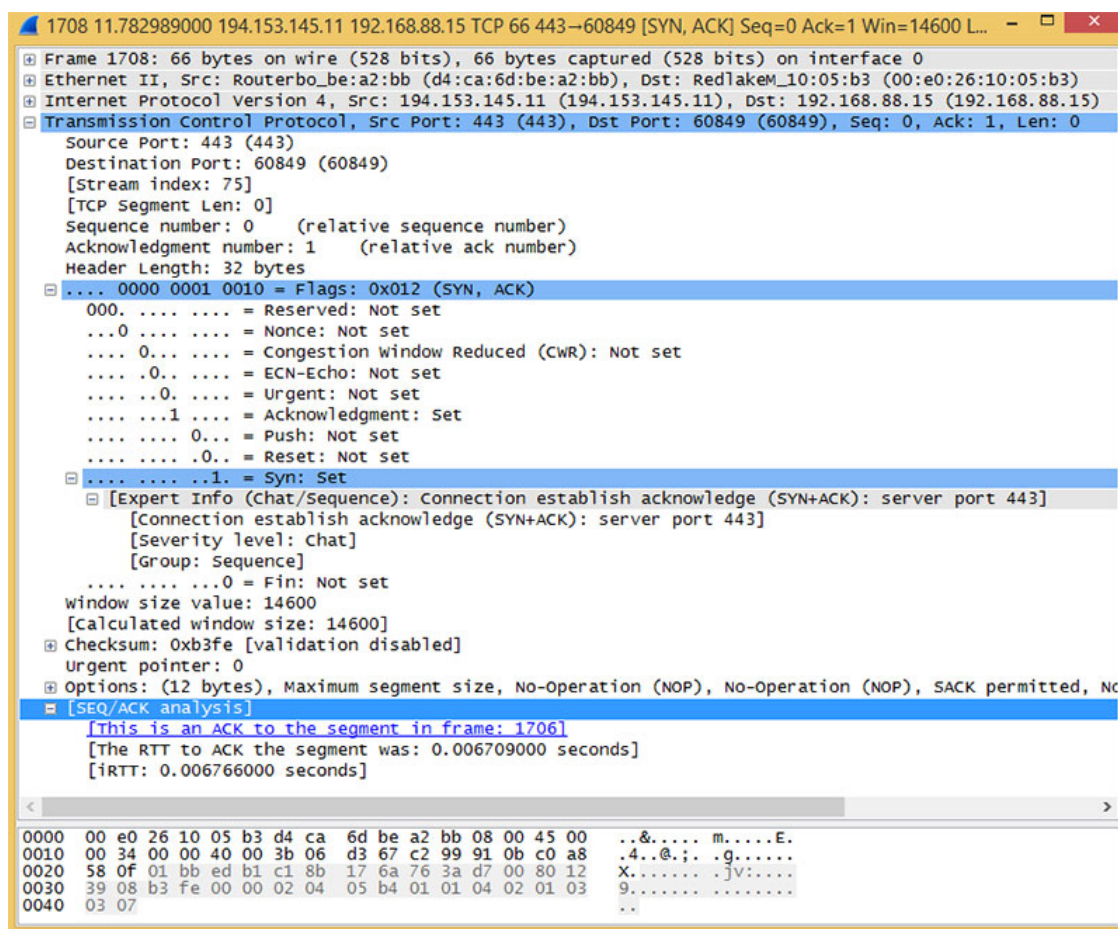 1708 11.782989000 194.153.145.11 192.168.88.15 TCP 66 443→60849 [SYN, ACK] Seq=0 Ack=1 Win=14600 L...
Frame 1708: 66 bytes on wire (528 bits), 66 bytes captured (528 bits) on interface 0
Ethernet II, Src: Routerbo_be:a2:bb (d4:ca:6d:be:a2:bb), Dst: RedlakeM_10:05:b3 (00:e0:26:10:05:b3)
Internet Protocol Version 4, Src: 194.153.145.11 (194.153.145.11), Dst: 192.168.88.15 (192.168.88.15)
Transmission Control Protocol, Src Port: 443 (443), Dst Port: 60849 (60849), Seq: 0, Ack: 1, Len: 0
Source Port: 443 (443)
Destination Port: 60849 (60849)
[Stream index: 75]
[TCP Segment Len: 0]
Sequence number: 0 (relative sequence number)
Acknowledgment number: 1 (relative ack number)
Header Length: 32 bytes
.... 0000 0001 0010 = Flags: 0x012 (SYN, ACK)
000. .... .... = Reserved: Not set
...0 .... .... = Nonce: Not set
.... 0... .... = Congestion Window Reduced (CWR): Not set
.... .0.. .... = ECN-Echo: Not set
.... ..0. .... = Urgent: Not set
.... ...1 .... = Acknowledgment: Set
.... .... 0... = Push: Not set
.... .... .0.. = Reset: Not set
.... .... ..1. = Syn: Set
[Expert Info (Chat/Sequence): Connection establish acknowledge (SYN+ACK): server port 443]
[Connection establish acknowledge (SYN+ACK): server port 443]
[Severity level: Chat]
[Group: Sequence]
.... .... ...0 = Fin: Not set
Window size value: 14600
[Calculated window size: 14600]
Checksum: 0xb3fe [validation disabled]
Urgent pointer: 0
Options: (12 bytes), Maximum segment size, No-Operation (NOP), No-Operation (NOP), SACK permitted, No
[SEQ/ACK analysis]
[This is an ACK to the segment in frame: 1706]
[The RTT to ACK the segment was: 0.006709000 seconds]
[iRTT: 0.006766000 seconds]
0000 00 e0 26 10 05 b3 d4 ca 6d be a2 bb 08 00 45 00 ..&..... m.....E.
0010 00 34 00 00 40 00 3b 06 d3 67 c2 99 91 0b c0 a8 .4..@.;. .g......
0020 58 0f 01 bb ed b1 c1 8b 17 6a 76 3a d7 00 80 12 X....... .jv:....
0030 39 08 b3 fe 00 00 02 04 05 b4 01 01 04 02 01 03 9....... ........
0040 03 07 ..